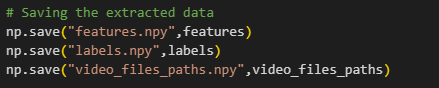 # Saving the extracted data
np.save("features.npy",features)
np.save("labels.npy",labels)
np.save("video_files_paths.npy",video_files_paths)